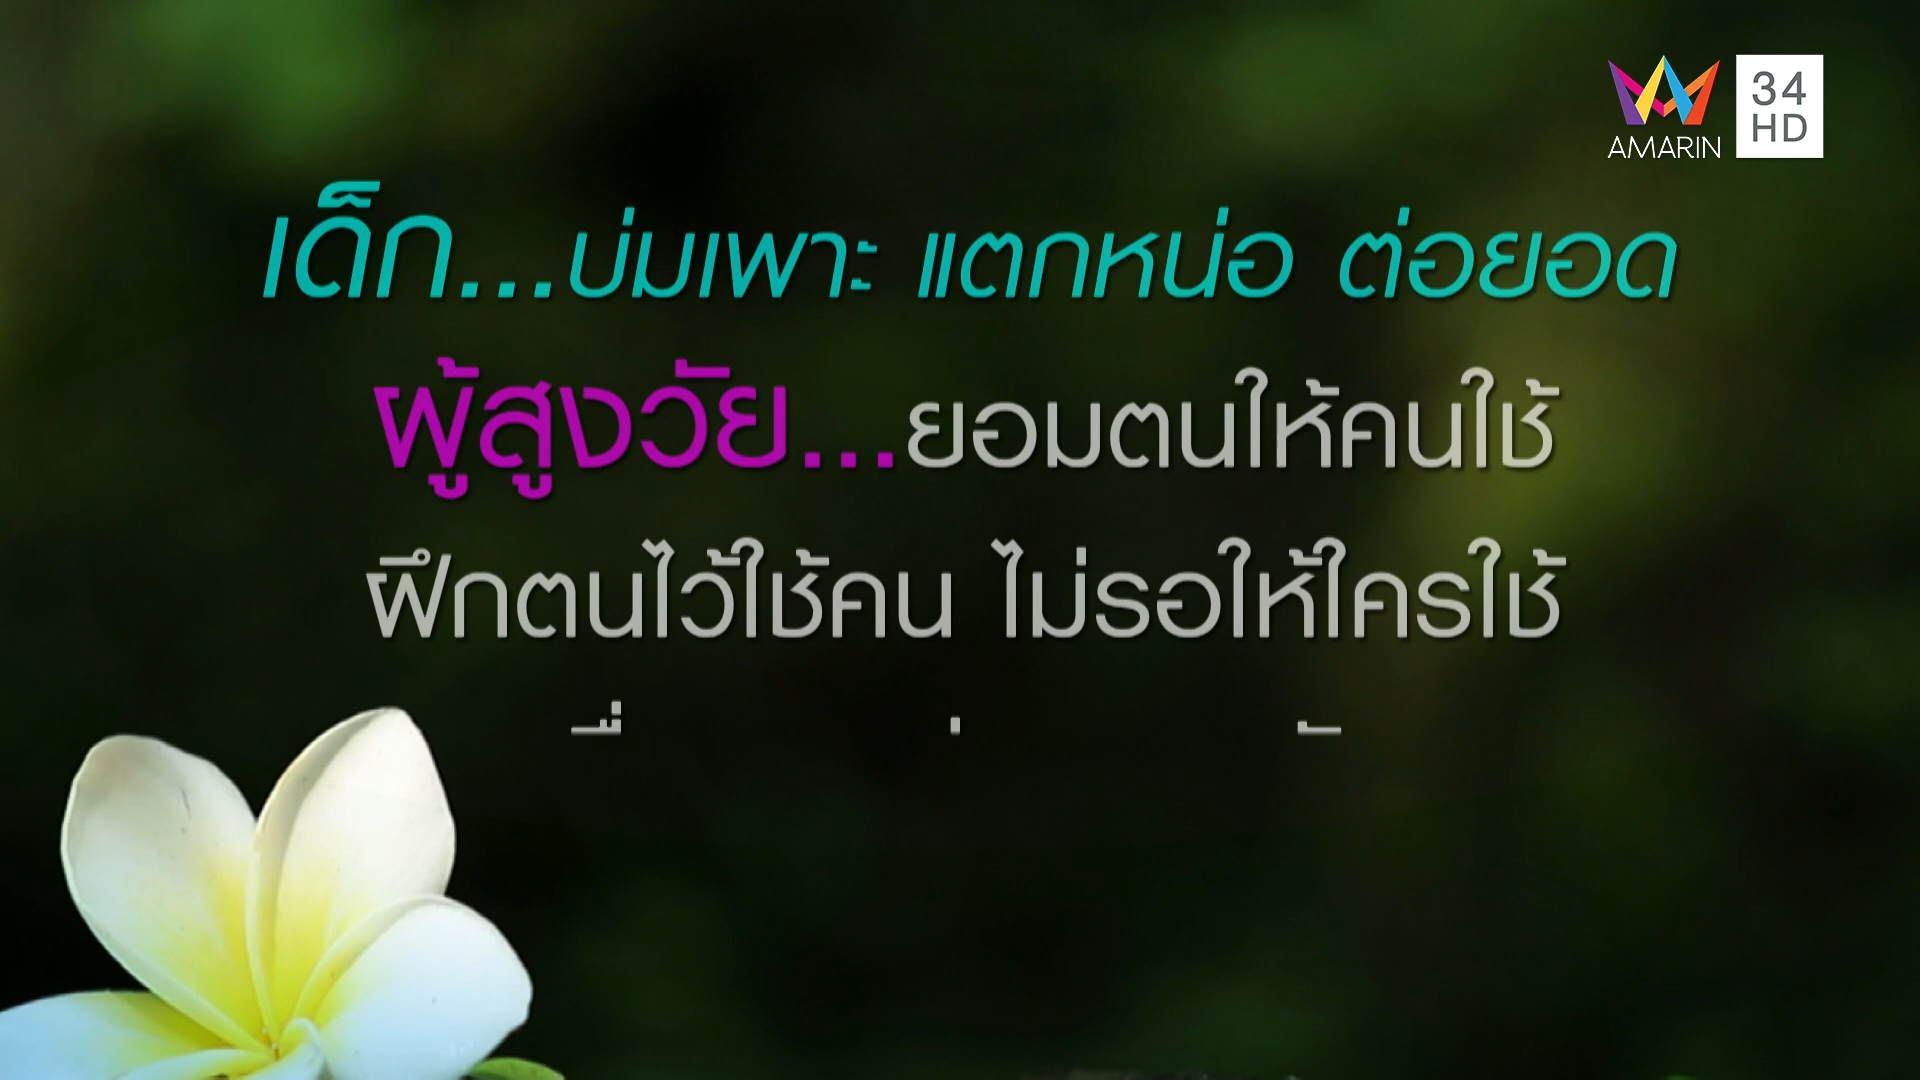 AMARIN
34
HD
เด็ก...บ่มเพาะ แตกหน่อ ต่อยอด
ผู้สูงวัย...ยอมตนให้คนใช้
ฝึกตนไว้ใช้คน ไม่รอให้ใครใช้